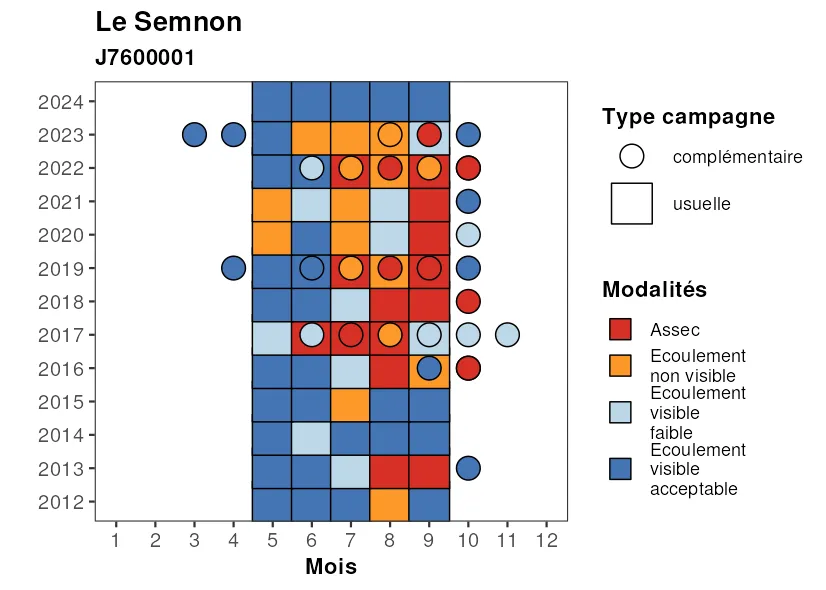 Le Semnon
J7600001
2024
2023
2022
2021
2020
2019
2018
2017
2016
2015
2014
2013
2012
1 2 3 4 5 6 7 8 9 10 11 12
Mois
Type campagne
complémentaire
usuelle
Modalités
Assec
Ecoulement
non visible
Ecoulement
visible
faible
Ecoulement
visible
acceptable